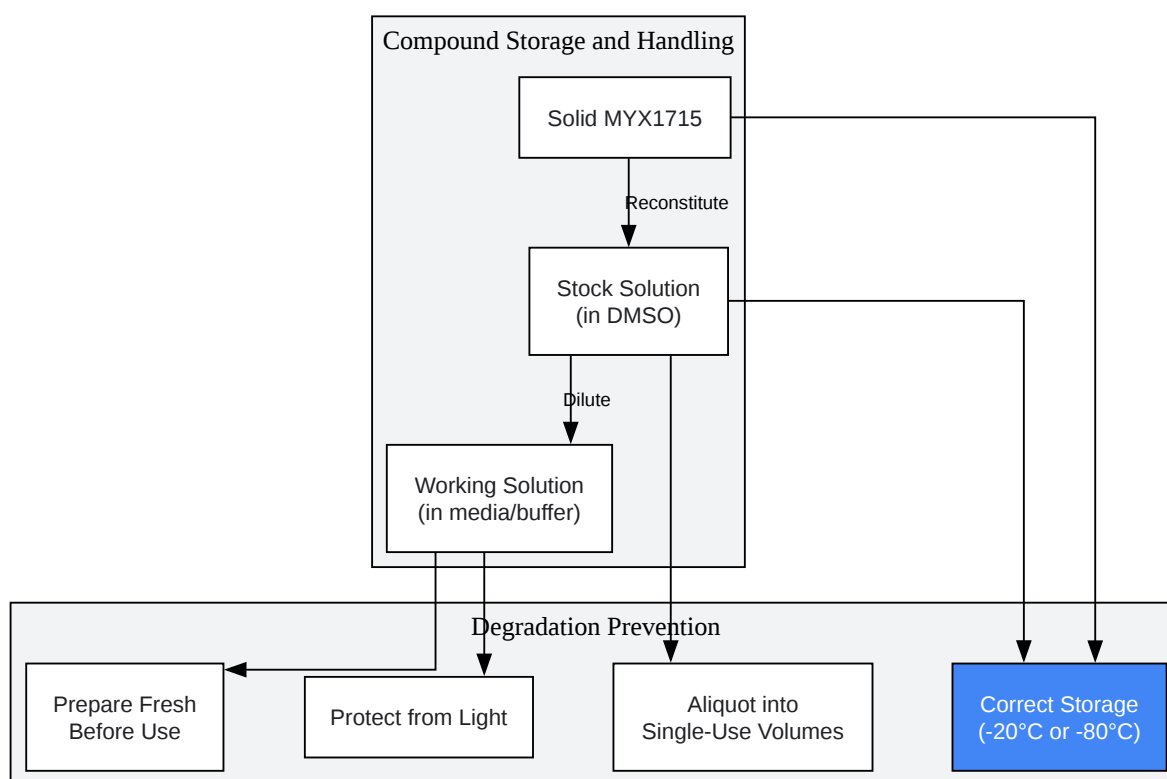 Compound Storage and Handling
Solid MYX1715
Reconstitute
Stock Solution
(in DMSO)
Dilute
Working Solution
(in media/buffer)
Degradation Prevention
Prepare Fresh
Before Use
Protect from Light
Aliquot into
Single-Use Volumes
Correct Storage
(-20°C or -80°C)